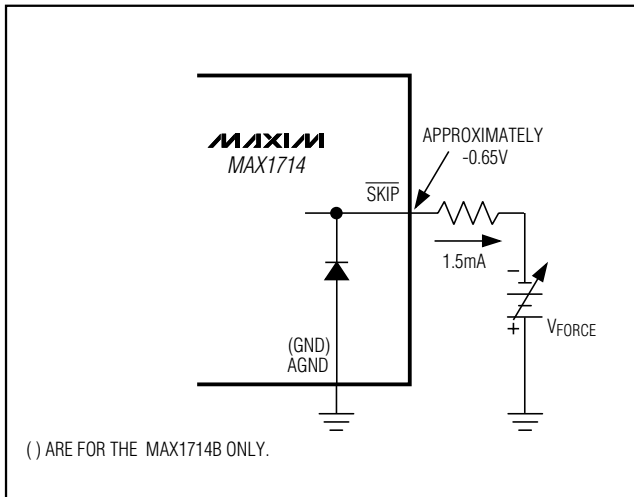 MAXIM
MAX1714
APPROXIMATELY
-0.65V
SKIP
1.5mA
−
+
VFORCE
(GND)
AGND
( ) ARE FOR THE MAX1714B ONLY.